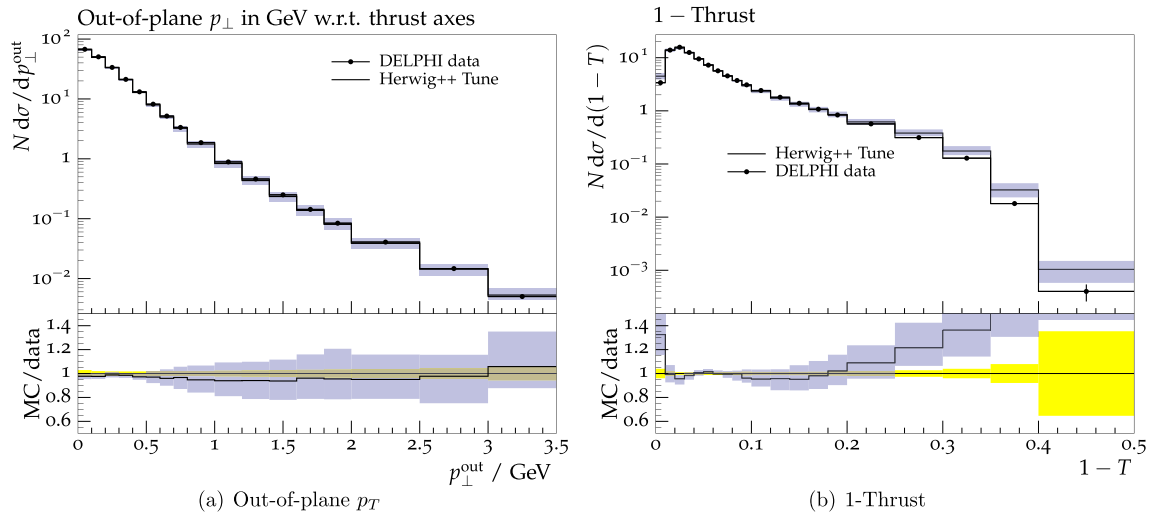 Out-of-plane p⊥ in GeV w.r.t. thrust axes
10²
10¹
1
10⁻¹
10⁻²
N dσ/dp⊥^out
DELPHI data
Herwig++ Tune
1.4
1.2
1
0.8
0.6
MC/data
0 0.5 1 1.5 2 2.5 3 3.5
p⊥^out / GeV
(a) Out-of-plane p_T
1 − Thrust
10¹
1
10⁻¹
10⁻²
10⁻³
N dσ/d(1 − T)
Herwig++ Tune
DELPHI data
1.4
1.2
1
0.8
0.6
MC/data
0 0.1 0.2 0.3 0.4 0.5
1 − T
(b) 1-Thrust